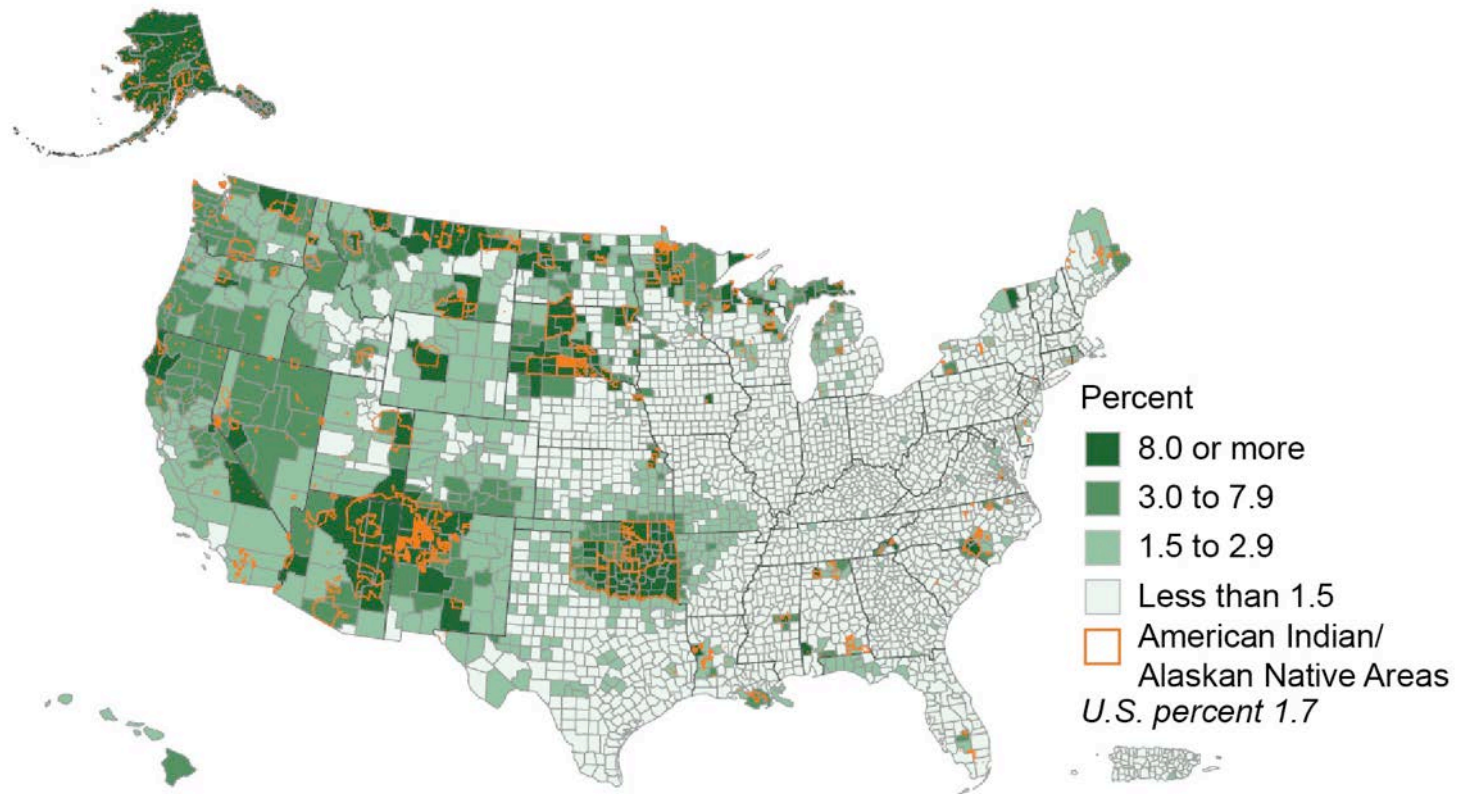 Percent
8.0 or more
3.0 to 7.9
1.5 to 2.9
Less than 1.5
American Indian/
Alaskan Native Areas
U.S. percent 1.7